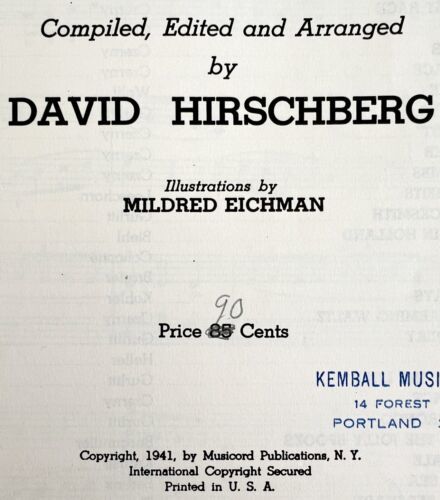 Compiled, Edited and Arranged
by
DAVID HIRSCHBERG
Illustrations by
MILDRED EICHMAN
90
Price 85 Cents
KEMBALL MUSI
14 FOREST
PORTLAND
Copyright, 1941, by Musicord Publications, N. Y.
International Copyright Secured
Printed in U. S. A.